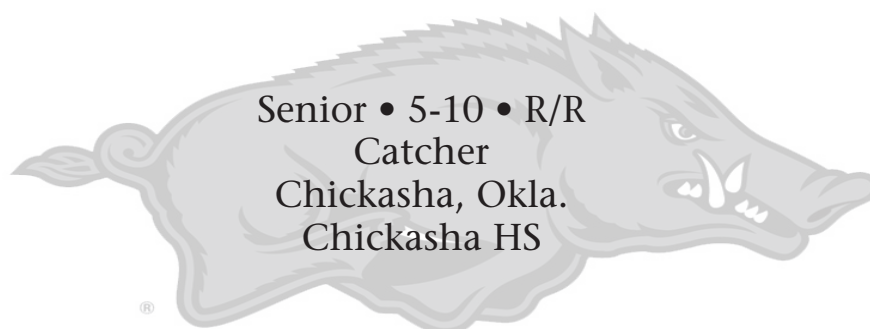 Senior • 5-10 • R/R
Catcher
Chickasha, Okla.
Chickasha HS
®